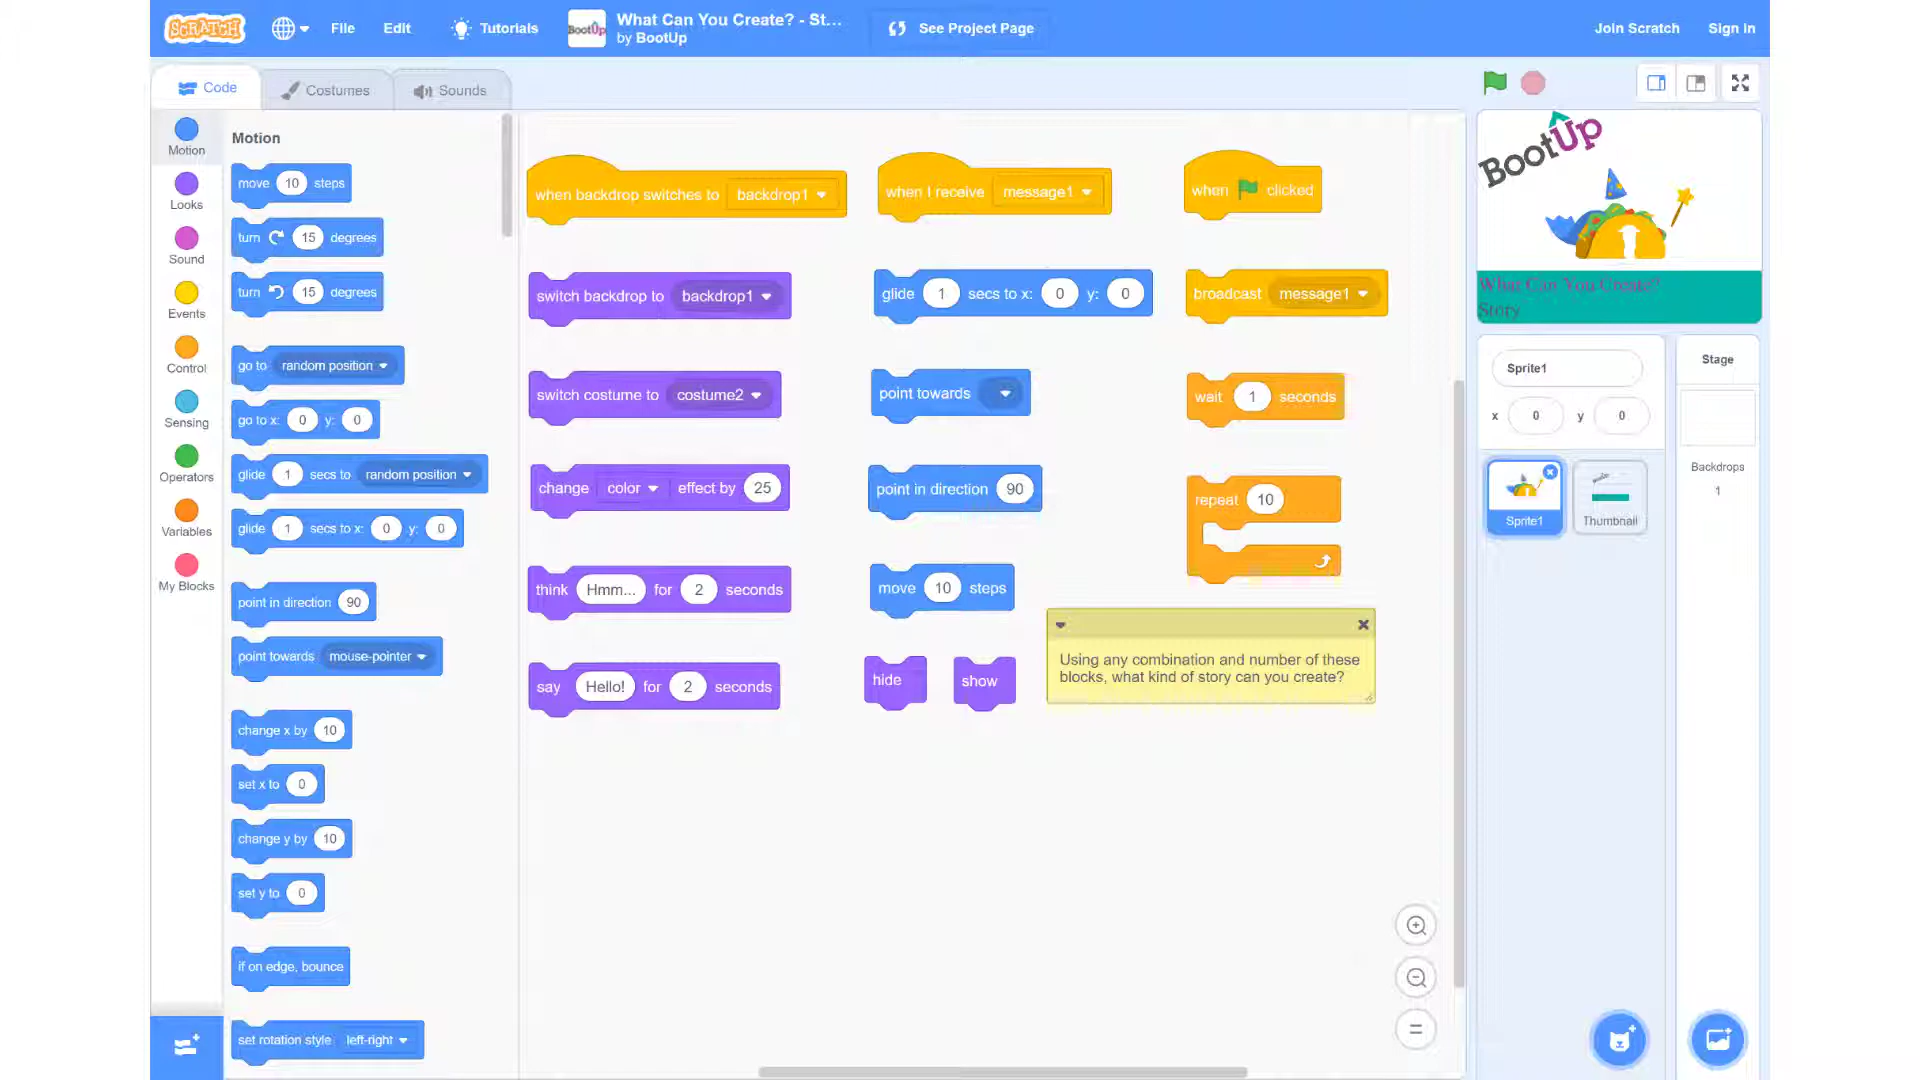 SCRATCH
File
Edit
Tutorials
BootUp
What Can You Create? - St...
by BootUp
See Project Page
Join Scratch
Sign in
Code
Costumes
Sounds
Motion
Looks
Sound
Events
Control
Sensing
Operators
Variables
My Blocks
Motion
move 10 steps
turn 15 degrees
turn 15 degrees
go to random position
go to x: 0 y: 0
glide 1 secs to random position
glide 1 secs to x: 0 y: 0
point in direction 90
point towards mouse-pointer
change x by 10
set x to 0
change y by 10
set y to 0
if on edge, bounce
set rotation style left-right
when backdrop switches to backdrop1
switch backdrop to backdrop1
switch costume to costume2
change color effect by 25
think Hmm... for 2 seconds
say Hello! for 2 seconds
when I receive message1
glide 1 secs to x: 0 y: 0
point towards
point in direction 90
move 10 steps
hide
show
when clicked
broadcast message1
wait 1 seconds
repeat 10
Using any combination and number of these
blocks, what kind of story can you create?
BootUp
What Can You Create?
Story
Sprite1
x 0 y 0
Sprite1
Thumbnail
Stage
Backdrops
1